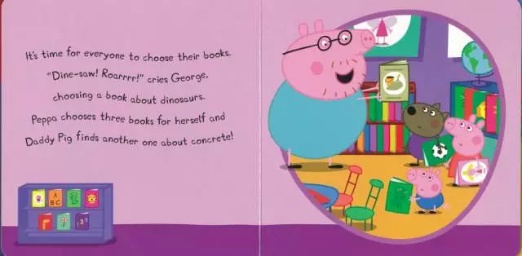 It's time for everyone to choose their books.
"Dine-saw! Roarrrr!" cries George,
choosing a book about dinosaurs.
Peppa chooses three books for herself and
Daddy Pig finds another one about concrete!
A
B C